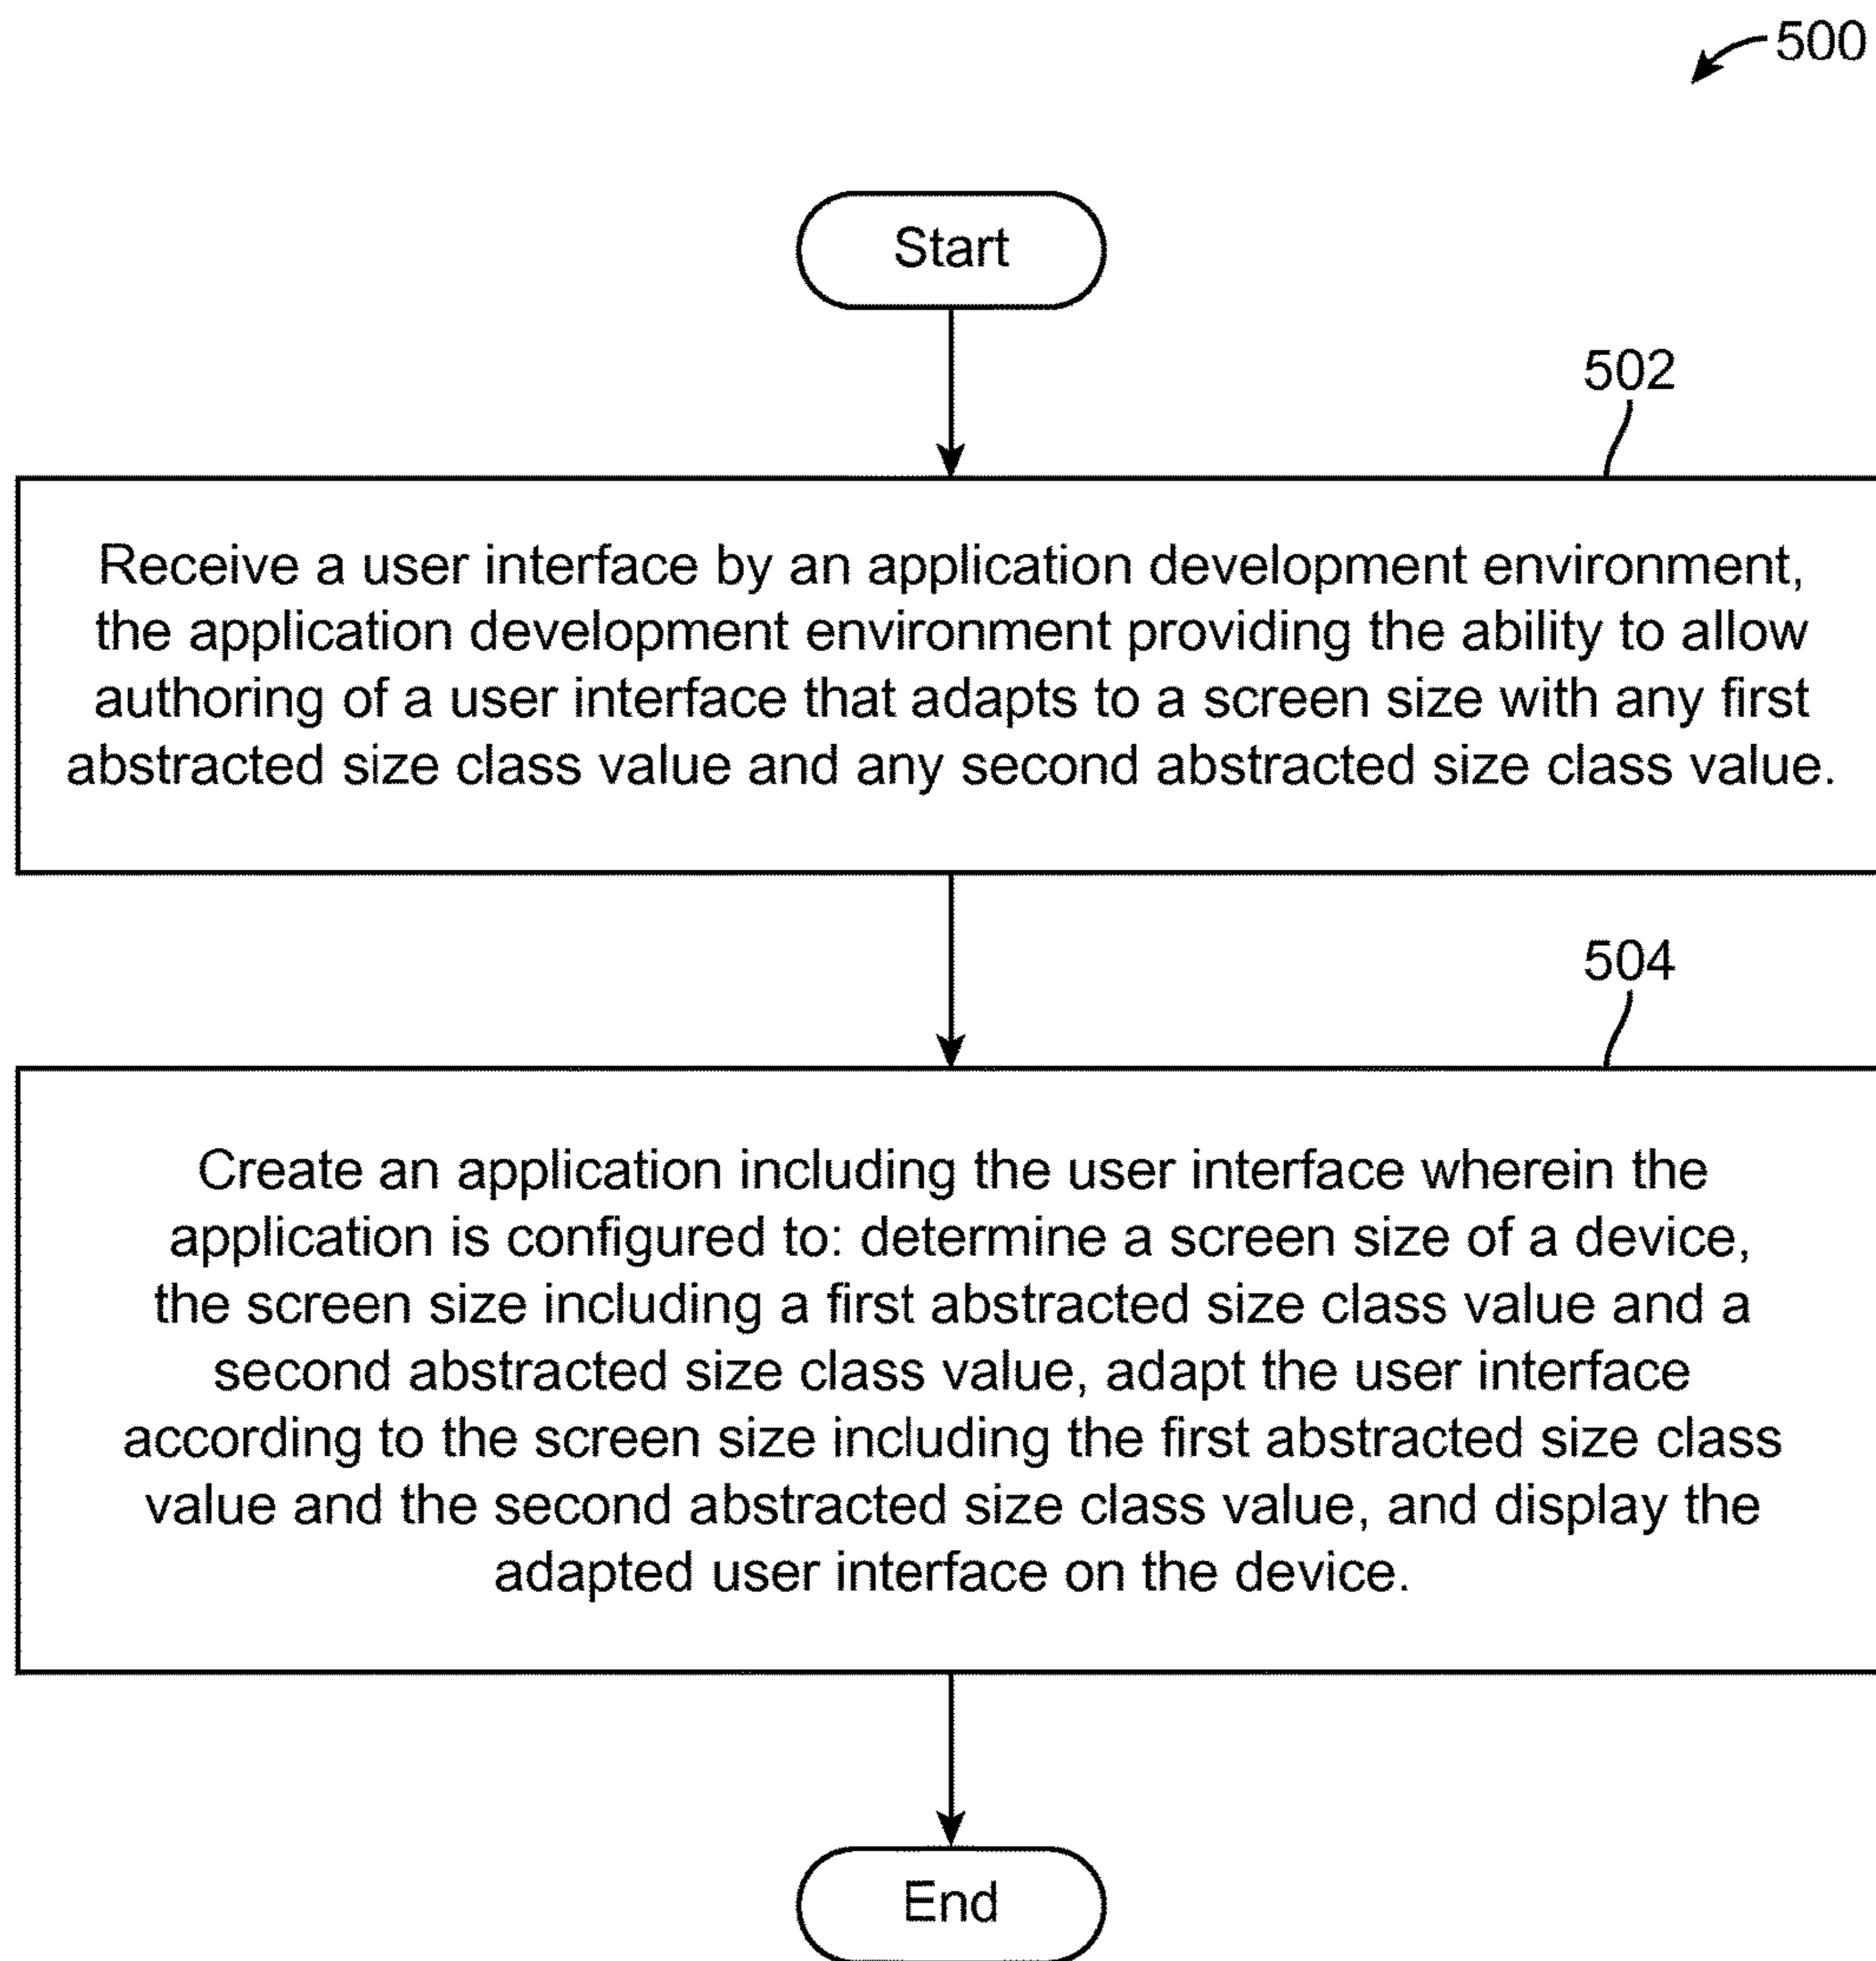 500
Start
502
Receive a user interface by an application development environment,
the application development environment providing the ability to allow
authoring of a user interface that adapts to a screen size with any first
abstracted size class value and any second abstracted size class value.
504
Create an application including the user interface wherein the
application is configured to: determine a screen size of a device,
the screen size including a first abstracted size class value and a
second abstracted size class value, adapt the user interface
according to the screen size including the first abstracted size class
value and the second abstracted size class value, and display the
adapted user interface on the device.
End